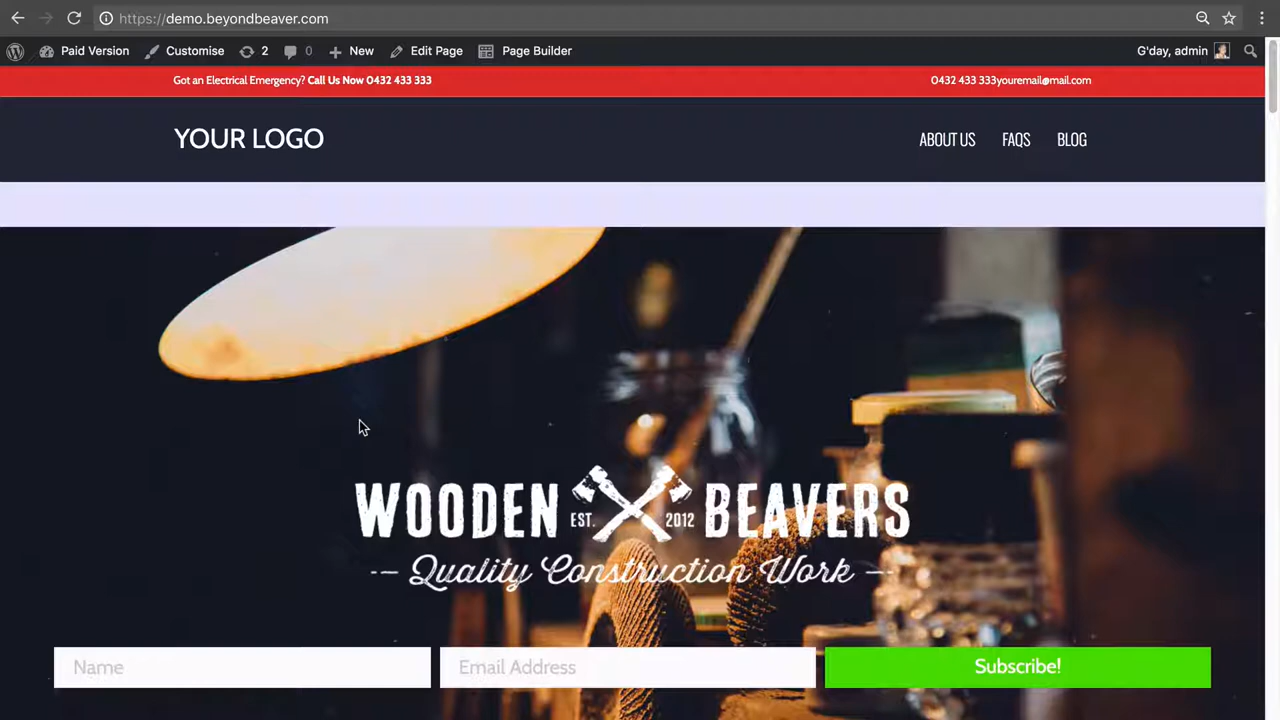 https://demo.beyondbeaver.com
Paid Version Customise 2 0 New Edit Page Page Builder G'day, admin
Got an Electrical Emergency? Call Us Now 0432 433 333 0432 433 333youremail@mail.com
YOUR LOGO ABOUT US FAQS BLOG
WOODEN EST. 2012 BEAVERS
Quality Construction Work
Name Email Address Subscribe!